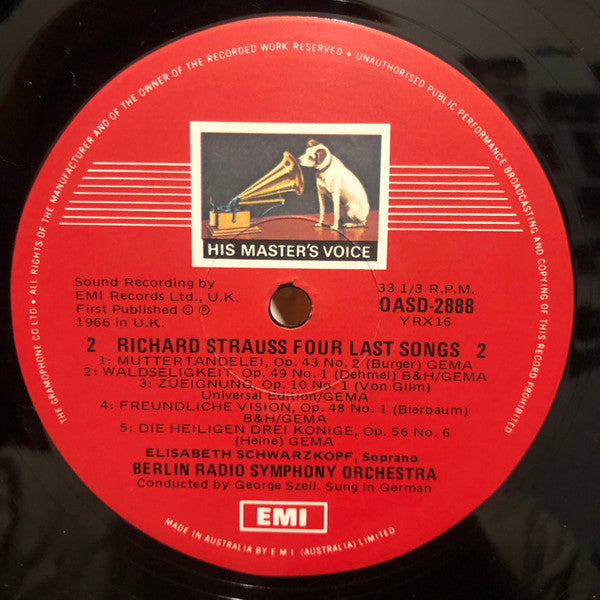 THE GRAMOPHONE CO LTD • ALL RIGHTS OF THE MANUFACTURER AND OF THE OWNER OF THE RECORDED WORK RESERVED • UNAUTHORISED PUBLIC PERFORMANCE BROADCASTING AND COPYING OF THIS RECORD PROHIBITED
HIS MASTER'S VOICE
Sound Recording by
EMI Records Ltd., U.K.
First Published © ℗
1966 in U.K.
33 1/3 R.P.M.
OASD-2888
YRX16
2 RICHARD STRAUSS FOUR LAST SONGS 2
1: MUTTERTANDELEI, Op. 43 No. 2 (Burger) GEMA
2: WALDSELIGKEIT, Op. 49 No. 1 (Dehmel) B&H/GEMA
3: ZUEIGNUNG, Op. 10 No. 1 (Von Glim)
Universal Edition/GEMA
4: FREUNDLICHE VISION, Op. 48 No. 1 (Bierbaum)
B&H/GEMA
5: DIE HEILIGEN DREI KONIGE, Op. 56 No. 6
(Heine) GEMA
ELISABETH SCHWARZKOPF, Soprano
BERLIN RADIO SYMPHONY ORCHESTRA
Conducted by George Szell. Sung in German
EMI
MADE IN AUSTRALIA BY E M I (AUSTRALIA) LIMITED